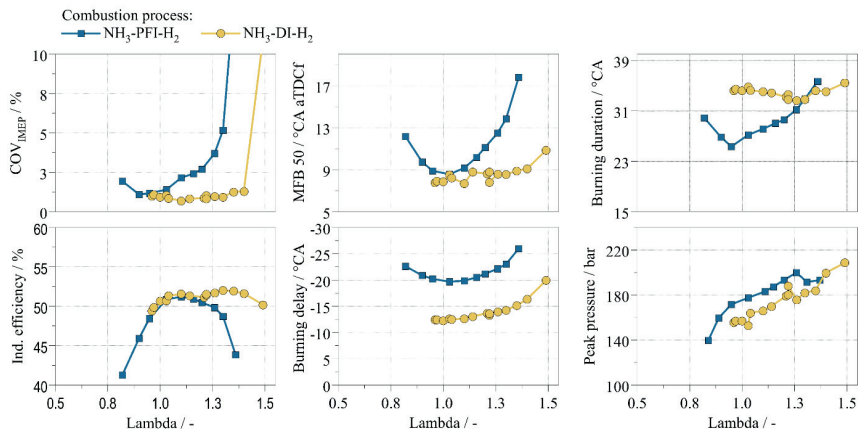 Combustion process:
NH₃-PFI-H₂ NH₃-DI-H₂
COV_IMEP / %
10
8
5
3
0
MFB 50 / °CA aTDCf
17
13
9
5
Burning duration / °CA
39
31
23
15
Ind. efficiency / %
60
55
50
45
40
0.5 0.8 1.0 1.3 1.5
Lambda / -
Burning delay / °CA
-30
-25
-20
-15
-10
-5
0
0.5 0.8 1.0 1.3 1.5
Lambda / -
Peak pressure / bar
220
180
140
100
0.5 0.8 1.0 1.3 1.5
Lambda / -